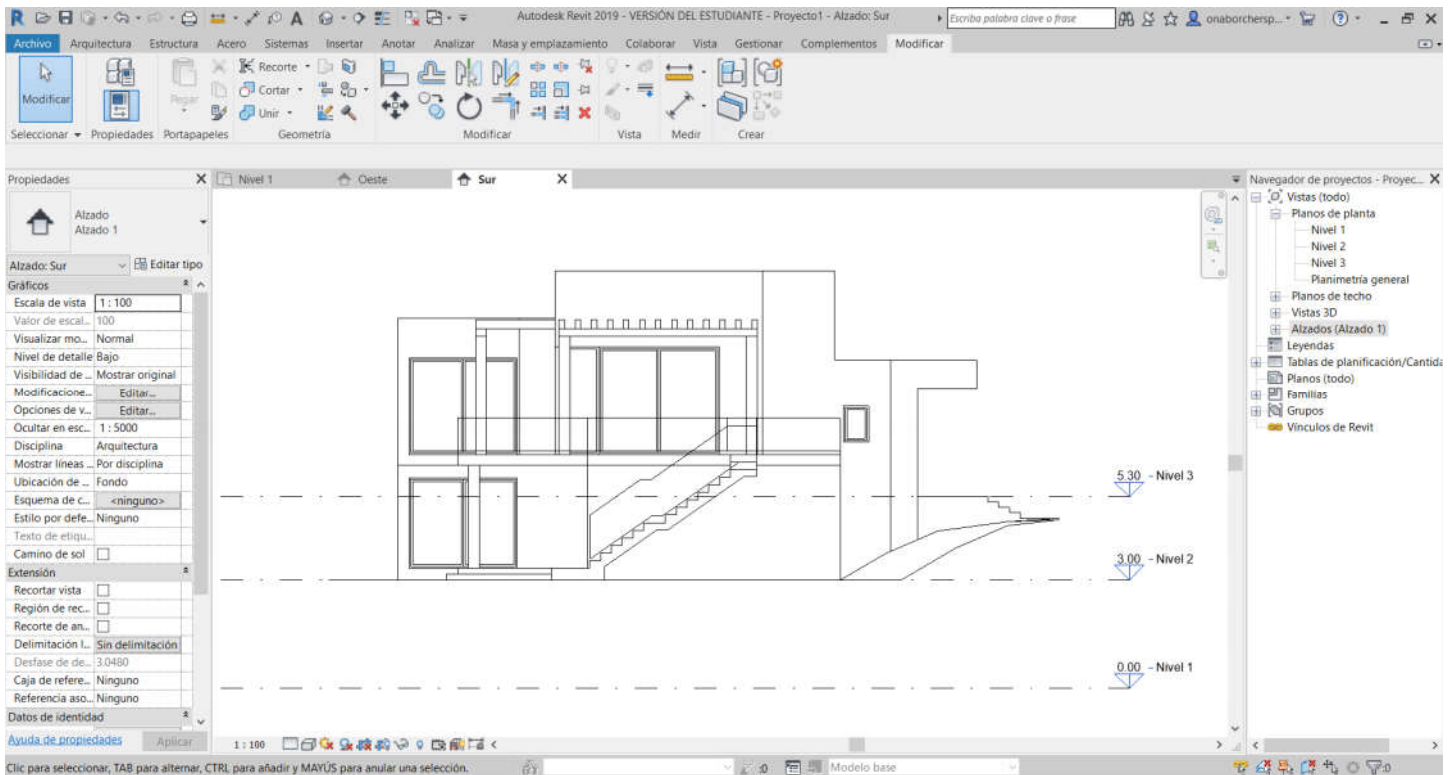 Autodesk Revit 2019 - VERSIÓN DEL ESTUDIANTE - Proyecto1 - Alzado: Sur
Escriba palabra clave o frase
onaborchersp...
Archivo Arquitectura Estructura Acero Sistemas Insertar Anotar Analizar Masa y emplazamiento Colaborar Vista Gestionar Complementos Modificar
Modificar
Pegar
Recorte
Cortar
Unir
Seleccionar Propiedades Portapapeles Geometría Modificar Vista Medir Crear
Propiedades
Nivel 1
Oeste
Sur
Navegador de proyectos - Proyec...
Alzado
Alzado 1
Alzado: Sur
Editar tipo
Gráficos
Escala de vista 1 : 100
Valor de escal... 100
Visualizar mo... Normal
Nivel de detalle Bajo
Visibilidad de ... Mostrar original
Modificacione... Editar...
Opciones de v... Editar...
Ocultar en esc... 1 : 5000
Disciplina Arquitectura
Mostrar líneas ... Por disciplina
Ubicación de ... Fondo
Esquema de c... <ninguno>
Estilo por defe... Ninguno
Texto de etiqu...
Camino de sol
Extensión
Recortar vista
Región de rec...
Recorte de an...
Delimitación l... Sin delimitación
Desfase de de... 3.0480
Caja de refere... Ninguno
Referencia aso... Ninguno
Datos de identidad
Ayuda de propiedades
Aplicar
5.30 - Nivel 3
3.00 - Nivel 2
0.00 - Nivel 1
Vistas (todo)
Planos de planta
Nivel 1
Nivel 2
Nivel 3
Planimetría general
Planos de techo
Vistas 3D
Alzados (Alzado 1)
Leyendas
Tablas de planificación/Cantida
Planos (todo)
Familias
Grupos
Vínculos de Revit
1 : 100
Clic para seleccionar, TAB para alternar, CTRL para añadir y MAYÚS para anular una selección.
:0
Modelo base
:0